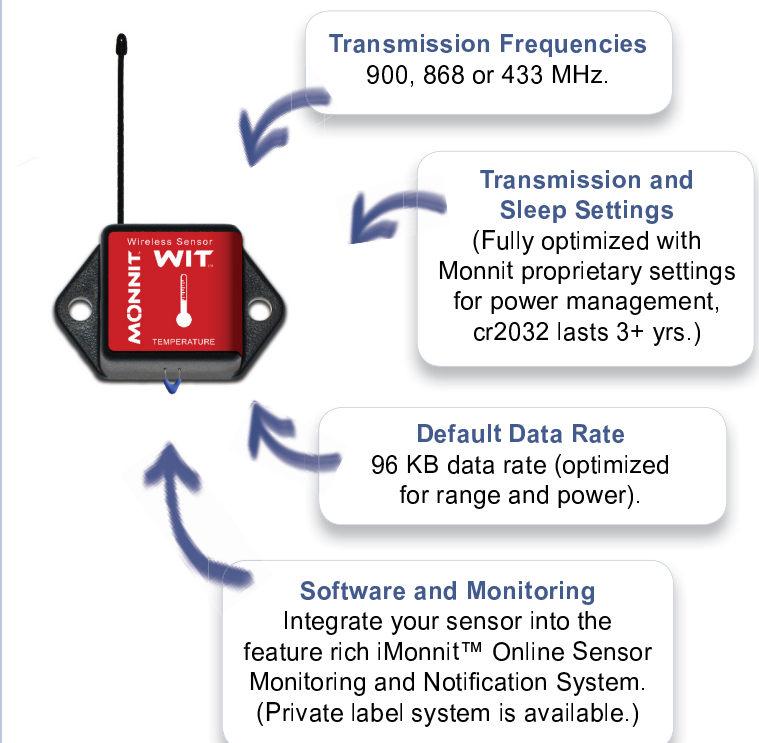 Transmission Frequencies
900, 868 or 433 MHz.
Transmission and
Sleep Settings
(Fully optimized with
Monnit proprietary settings
for power management,
cr2032 lasts 3+ yrs.)
Wireless Sensor
WIT™
MONNIT
TEMPERATURE
Default Data Rate
96 KB data rate (optimized
for range and power).
Software and Monitoring
Integrate your sensor into the
feature rich iMonnit™ Online Sensor
Monitoring and Notification System.
(Private label system is available.)